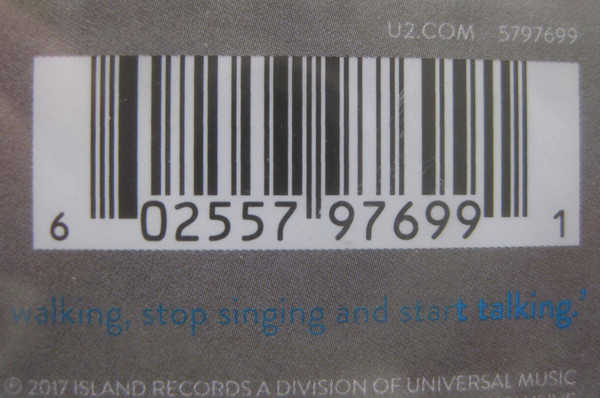 U2.COM 5797699
6 02557 97699 1
walking, stop singing and start talking.'
℗ 2017 ISLAND RECORDS A DIVISION OF UNIVERSAL MUSIC